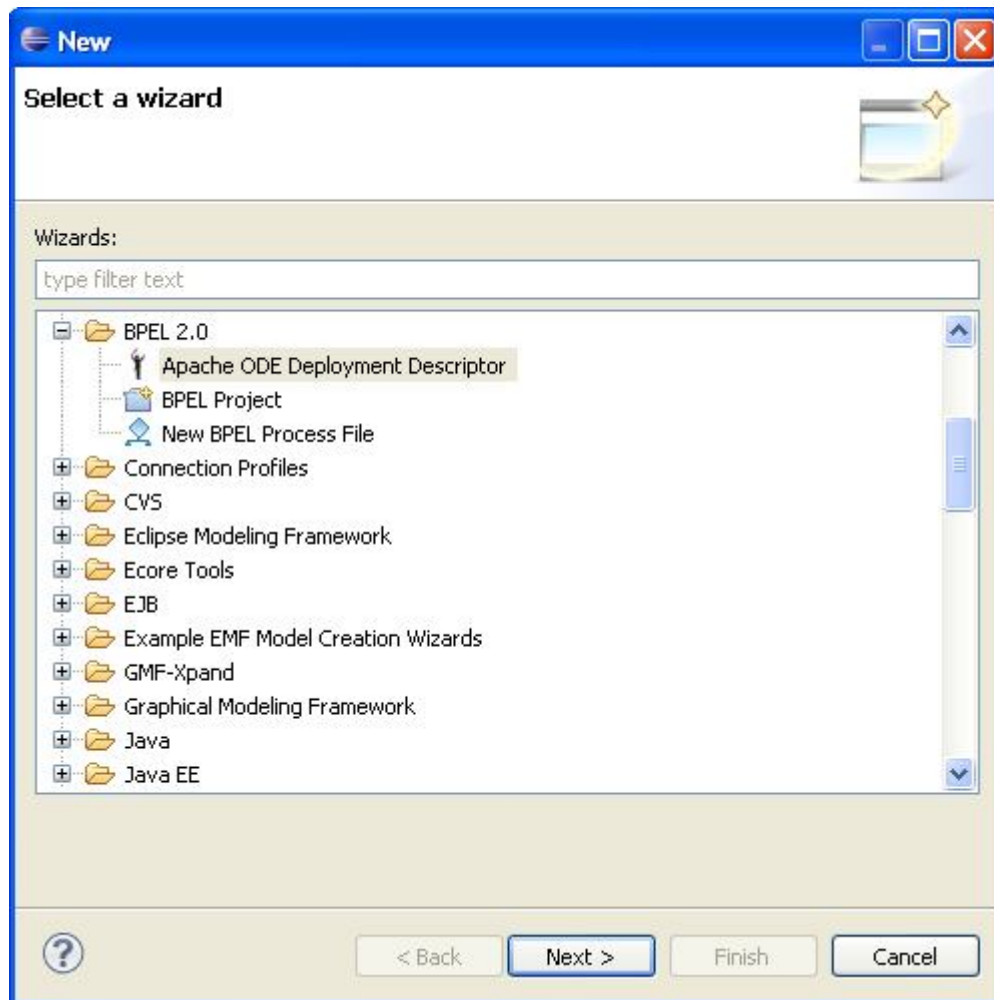 New
Select a wizard
Wizards:
type filter text
BPEL 2.0
Apache ODE Deployment Descriptor
BPEL Project
New BPEL Process File
Connection Profiles
CVS
Eclipse Modeling Framework
Ecore Tools
EJB
Example EMF Model Creation Wizards
GMF-Xpand
Graphical Modeling Framework
Java
Java EE
? < Back Next > Finish Cancel